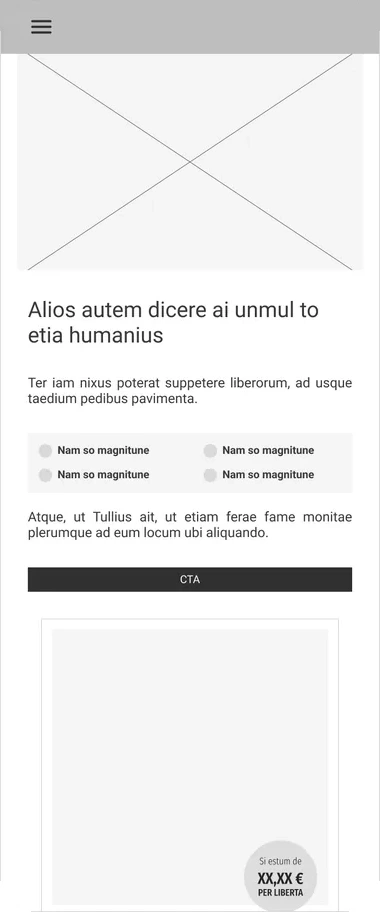 Alios autem dicere ai unmul to
etia humanius
Ter iam nixus poterat suppetere liberorum, ad usque
taedium pedibus pavimenta.
Nam so magnitune
Nam so magnitune
Nam so magnitune
Nam so magnitune
Atque, ut Tullius ait, ut etiam ferae fame monitae
plerumque ad eum locum ubi aliquando.
CTA
Si estum de
XX,XX €
PER LIBERTA